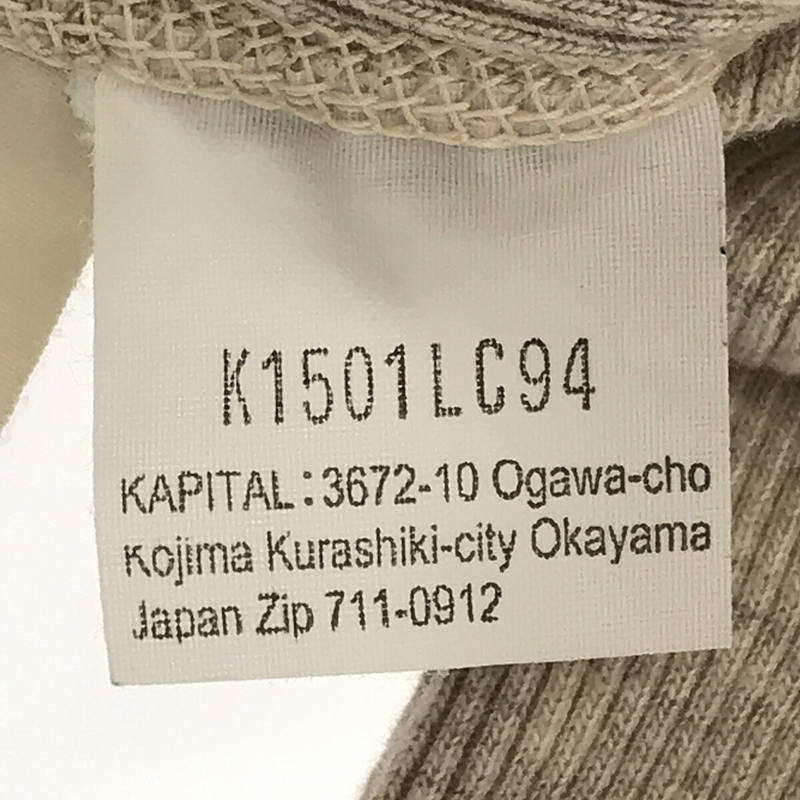 K1501LC94
KAPITAL:3672-10 Ogawa-cho
Kojima Kurashiki-city Okayama
Japan Zip 711-0912